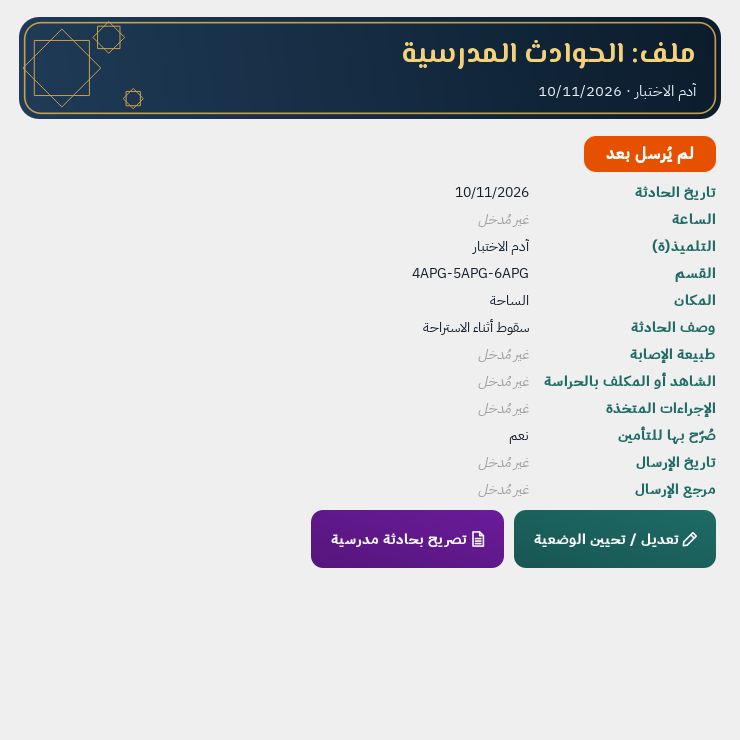 ملف: الحوادث المدرسية
آدم الاختبار · 10/11/2026
لم يُرسل بعد
تاريخ الحادثة 10/11/2026
الساعة غير مُدخل
التلميذ(ة) آدم الاختبار
القسم 4APG-5APG-6APG
المكان الساحة
وصف الحادثة سقوط أثناء الاستراحة
طبيعة الإصابة غير مُدخل
الشاهد أو المكلف بالحراسة غير مُدخل
الإجراءات المتخذة غير مُدخل
صُرّح بها للتأمين نعم
تاريخ الإرسال غير مُدخل
مرجع الإرسال غير مُدخل
تعديل / تحيين الوضعية
تصريح بحادثة مدرسية